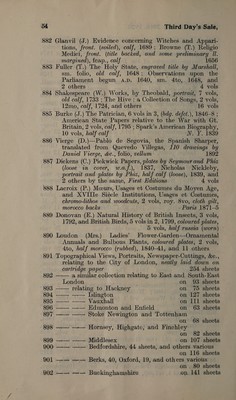 54 Third Day's Sale,
882 Glanvil (J.) Evidence concerning Witches and Appari-
tions, front. (soiled), calf, 1689; Browne (T.) Religio
Medici, front. (title backed, and some preliminary ll.
margined), frap., calf 1656
883 Fuller (T.) The Holy State, engraved title by Marshall,
sm. folio, old calf, 1648; Observations upon the
Parliament begun A.D. 1640, sm. 4to, 1648, and
2 others 4 vols
884 Shakespeare (W.) Works, by Theobald, portrait, 7 vols,
old calf, 1733; The Hive: a Collection of Songs, 2 vols,
12mo, calf, 1724, and others 16 vols
885 Burke (J.) The Patrician, 6 vols in 3, (bdg. defect.), 1846-8;
American State Papers relative to the War with Gt.
Britain, 2 vols, calf, 1795; Spark's American Biography,
10 vols, half calf N.Y. 1839
886 Verge (D.)—Pablo de Segovia, the Spanish Sharper,
translated from Quevedo Villegas, 110 drawings by
Daniel Vierge, &c., folio, vellum 1892
887 Dickens (C.) Pickwick Papers, plates by Seymour and Phiz
(loose in cover, w.a.f.), 1837. Nicholas Nickleby,
portrait and plates by Phiz, half calf (loose), 1839, and
2 others by the same, First Editions 4 vols
888 Lacroix (P.) Mœurs, Usages et Costumes du Moyen Age,
and XVIIIe Siècle Institutions, Usages et Costumes,
chromo-lithos and woodcuts, 2 vols, roy. 8vo, cloth gilt,
morocco backs Paris 1871-5
889 Donovan (E.) Natural History of British Insects, 3 vols,
1792, and British Birds, 5 vols in 2, 1799, coloured plates,
5 vols, half russia (worn)
890 London (Mrs.) Ladies' Flower-Garden—Ornamental
Annuals and Bulbous Plants, coloured plates, 2 vols,
4to, half morocco (rubbed), 1840-41, and 11 others
891 Topographical Views, Portraits, Newspaper-Cuttings, &c.,
relating to the City of London, neatly laid down on
cartridge paper 254 sheets
892 —— a similar collection relating to East and South-East
London on 93 sheets
893 —— relating to Hackney on 75 sheets
894 —— —— Islington on 127 sheets
895 —— —— Vauxhall on 111 sheets
896 —— —— Edmonton and Enfield on 63 sheets
897 —— —— Stoke Newington and Tottenham
on 68 sheets
898 —— —— Hornsey, Highgate, and Finchley
on 82 sheets
899 —— —— Middlesex on 107 sheets
900 —— —— Bedfordshire, 44 sheets, and others various
on 116 sheets
901 —— —— Berks, 40, Oxford, 19, and others various
on 89 sheets
902 —— —— Buckinghamshire on 141 sheets